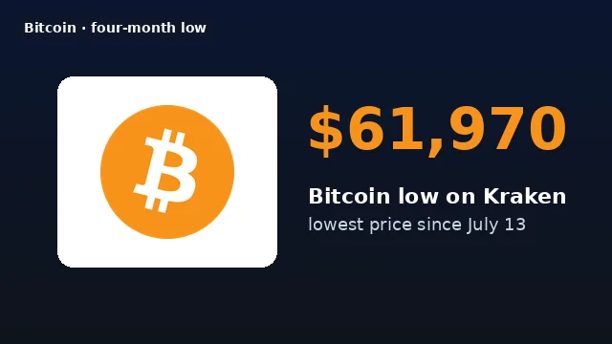 Bitcoin · four-month low
$61,970
Bitcoin low on Kraken
lowest price since July 13